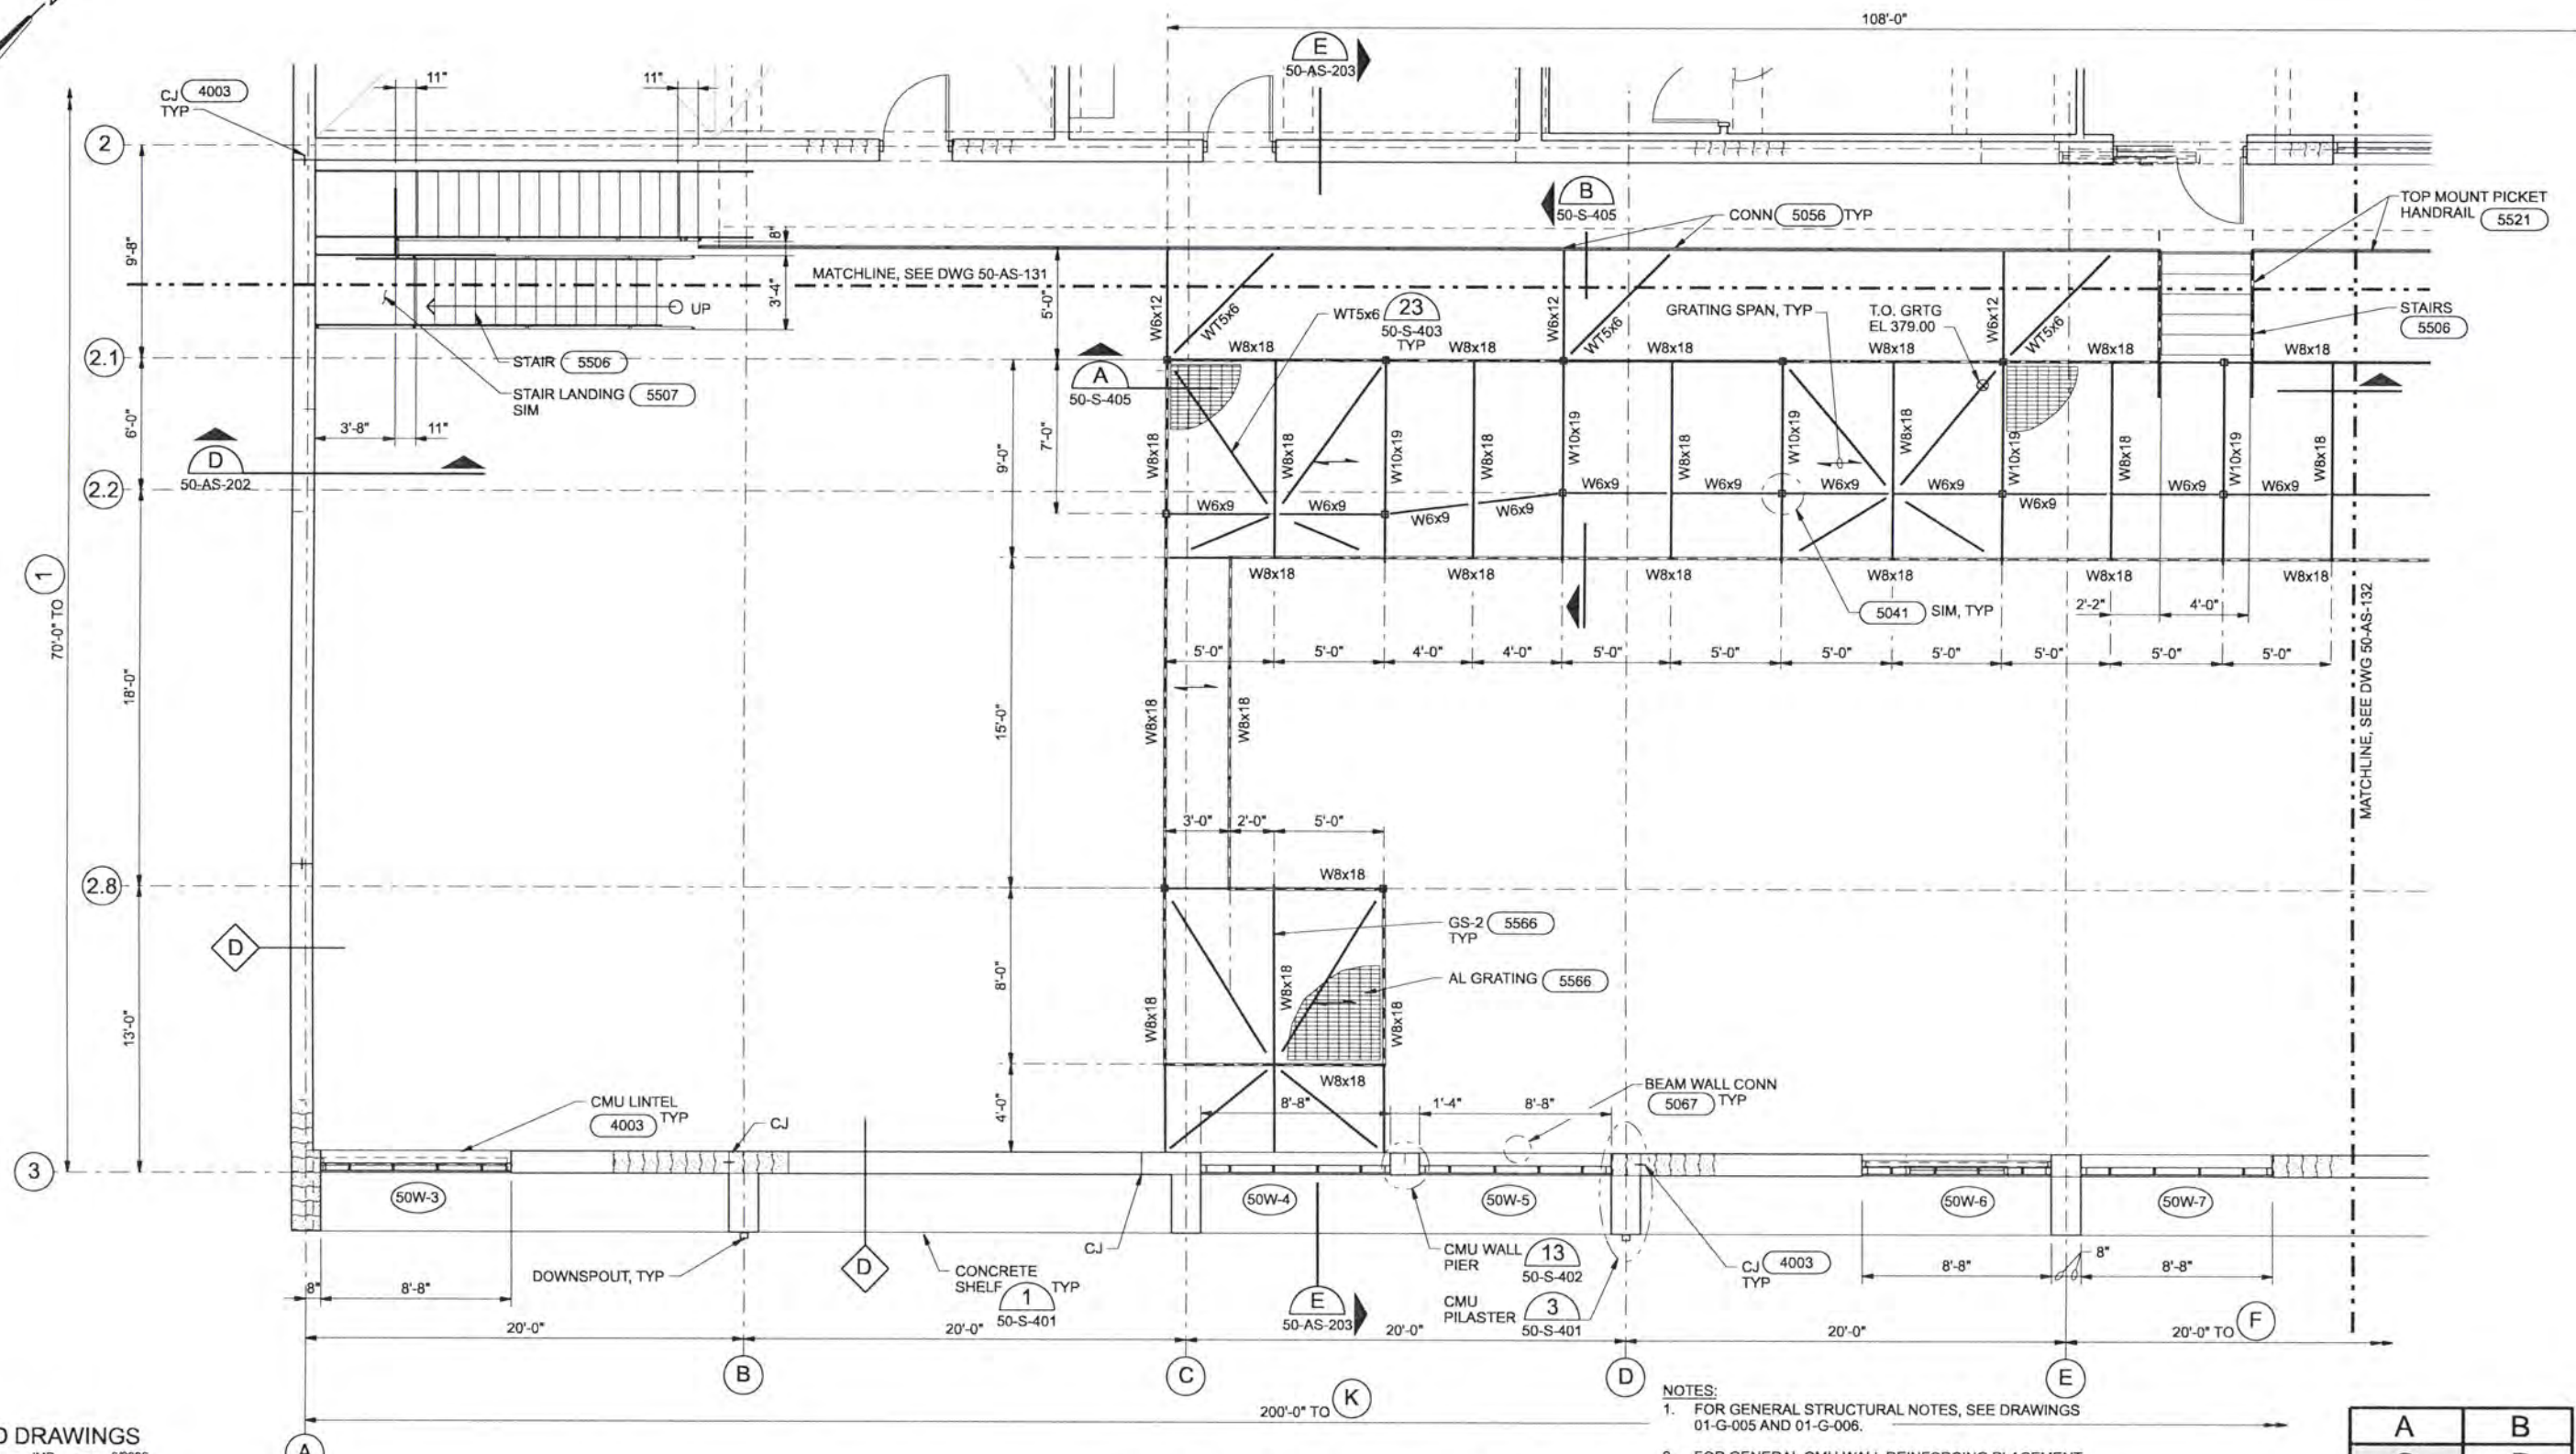 108'-0"
E
50-AS-203
CJ 4003
TYP
11"
11"
2
B
50-S-405
CONN 5056 TYP
TOP MOUNT PICKET
HANDRAIL 5521
9'-8"
8"
MATCHLINE, SEE DWG 50-AS-131
3'-4"
5'-0"
W6x12
WT5x6
WT5x6
23
50-S-403
TYP
W6x12
WT5x6
GRATING SPAN, TYP
T.O. GRTG
EL 379.00
W6x12
WT5x6
STAIRS
5506
UP
W8x18
W8x18
W8x18
W8x18
W8x18
2.1
STAIR 5506
A
50-S-405
STAIR LANDING 5507
SIM
3'-8"
11"
6'-0"
D
50-AS-202
9'-0"
7'-0"
W8x18
W8x18
W10x19
W8x18
W10x19
W8x18
W10x19
W8x18
W10x19
W8x18
W10x19
W8x18
2.2
W6x9
W6x9
W6x9
W6x9
W6x9
W6x9
W6x9
W6x9
W6x9
W6x9
W6x9
W8x18
W8x18
W8x18
W8x18
W8x18
W8x18
1
70'-0" TO
5041 SIM, TYP
2'-2"
4'-0"
5'-0"
5'-0"
4'-0"
4'-0"
5'-0"
5'-0"
5'-0"
5'-0"
5'-0"
5'-0"
5'-0"
MATCHLINE, SEE DWG 50-AS-132
18'-0"
15'-0"
W8x18
W8x18
3'-0"
2'-0"
5'-0"
2.8
W8x18
GS-2 5566
TYP
D
8'-0"
W8x18
W8x18
W8x18
AL GRATING 5566
13'-0"
W8x18
BEAM WALL CONN
5067 TYP
CMU LINTEL
4003 TYP
CJ
4'-0"
8'-8"
1'-4"
8'-8"
3
50W-3
50W-4
50W-5
50W-6
50W-7
DOWNSPOUT, TYP
D
CONCRETE
SHELF
1
TYP
50-S-401
CJ
E
50-AS-203
CMU WALL
PIER
13
50-S-402
CMU
PILASTER
3
50-S-401
CJ 4003
TYP
8'-8"
8"
8'-8"
8"
8'-8"
20'-0"
20'-0"
20'-0"
20'-0"
20'-0" TO F
B
C
D
E
200'-0" TO K
A
D DRAWINGS
NOTES:
1. FOR GENERAL STRUCTURAL NOTES, SEE DRAWINGS
01-G-005 AND 01-G-006.
A
B